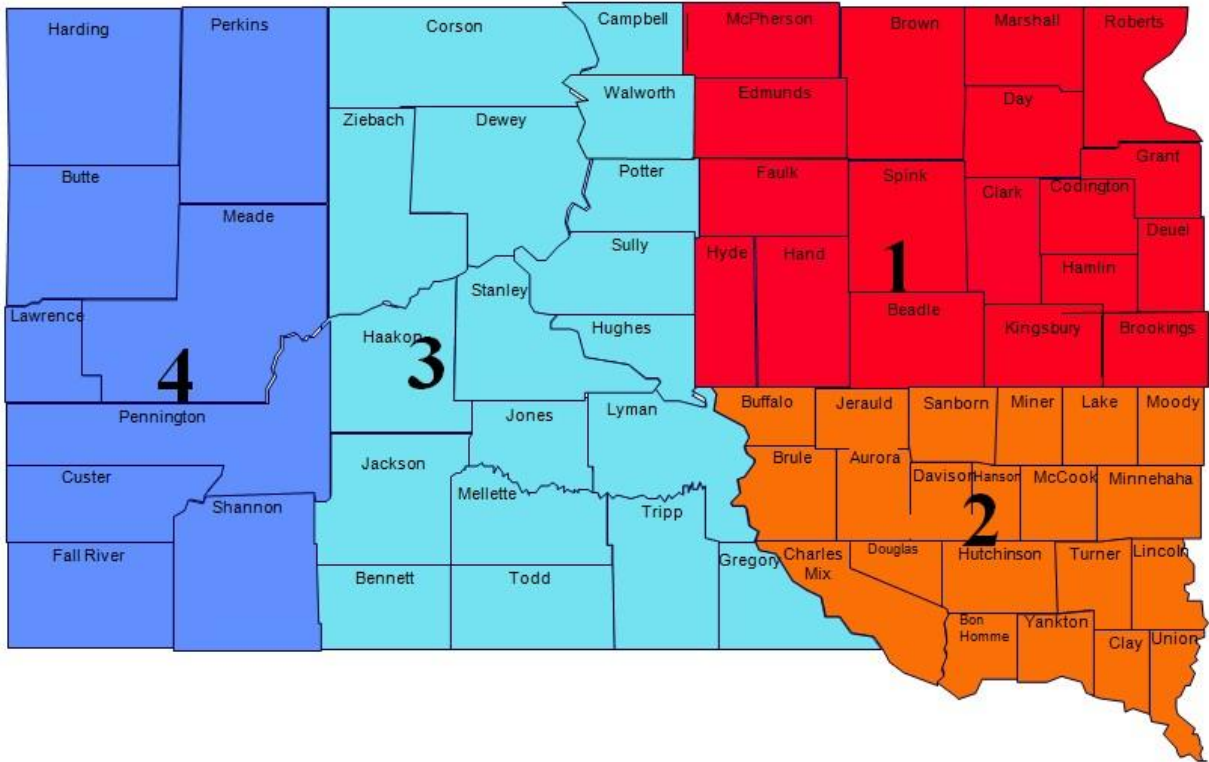 Harding
Perkins
Corson
Campbell
McPherson
Brown
Marshall
Roberts
Walworth
Edmunds
Day
Ziebach
Dewey
Grant
Butte
Potter
Faulk
Spink
Clark
Codington
Meade
Deuel
Sully
Hyde
Hand
1
Hamlin
Stanley
Lawrence
Haakon
Hughes
Beadle
Kingsbury
Brookings
4
3
Pennington
Jones
Lyman
Buffalo
Jerauld
Sanborn
Miner
Lake
Moody
Jackson
Brule
Aurora
Custer
Davison
Hanson
McCook
Minnehaha
Mellette
Shannon
Tripp
2
Fall River
Gregory
Charles
Mix
Douglas
Hutchinson
Turner
Lincoln
Bennett
Todd
Bon
Homme
Yankton
Clay
Union